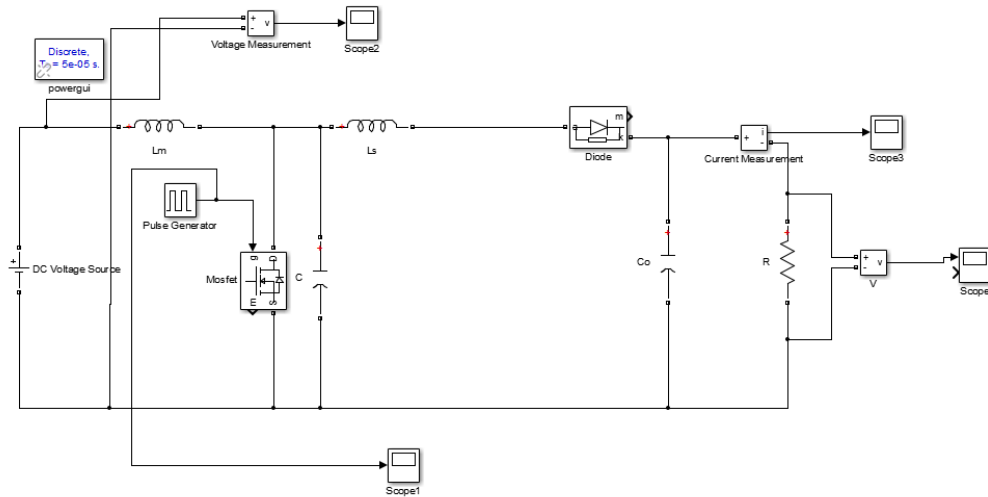 Voltage Measurement
Scope2
Discrete,
= 5e-05 s.
powergui
Lm
Ls
m
k
Diode
i
Current Measurement
Scope3
Pulse Generator
g
D
Mosfet
m
S
C
DC Voltage Source
Co
R
v
V
Scope
v
Scope1